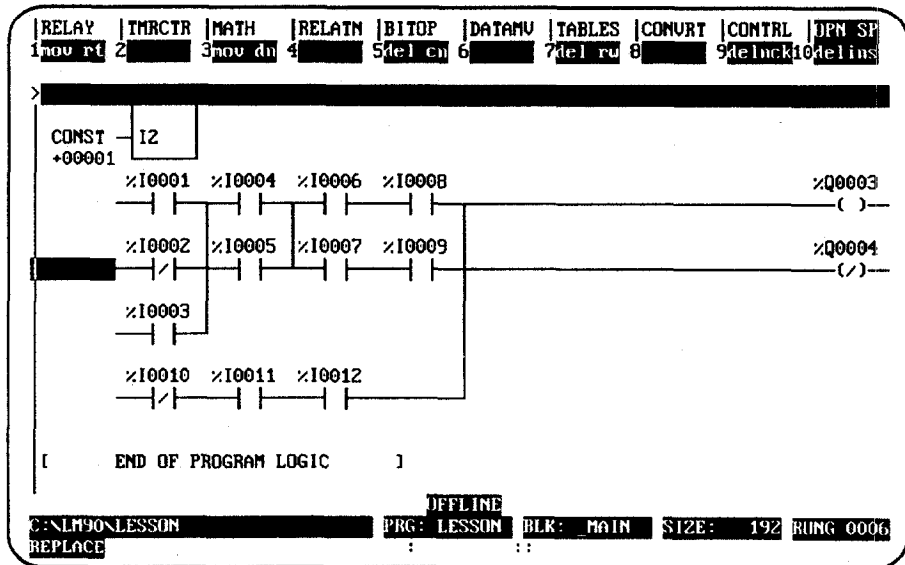 RELAY |TMRCTR |MATH |RELATN |BITOP |DATAMV |TABLES |CONVRT |CONTRL |OPN SP
1mov rt 2 3mov dn 4 5del cn 6 7del rw 8 9delnck10delins
>
CONST I2
+00001
%I0001 %I0004 %I0006 %I0008 %Q0003
( )
%I0002 %I0005 %I0007 %I0009 %Q0004
(/)
%I0003
%I0010 %I0011 %I0012
[ END OF PROGRAM LOGIC ]
OFFLINE
C:\LM90\LESSON PRG: LESSON BLK: _MAIN SIZE: 192 RUNG 0006
REPLACE : ::